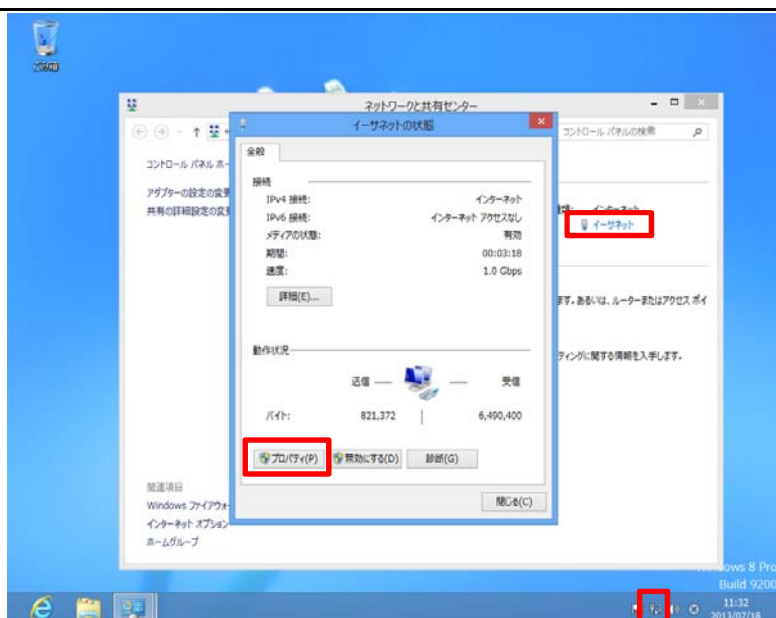 ごみ箱
ネットワークと共有センター
イーサネットの状態
コントロール パネルの検索
コントロール パネル ホー
アダプターの設定の変更
共有の詳細設定の変
全般
接続
IPv4 接続: インターネット
IPv6 接続: インターネット アクセスなし
メディアの状態: 有効
期間: 00:03:18
速度: 1.0 Gbps
詳細(E)...
インターネット
イーサネット
ます。あるいは、ルーターまたはアクセス ポイ
ティングに関する情報を入手します。
動作状況
送信 — — 受信
バイト: 821,372 | 6,490,400
プロパティ(P) 無効にする(D) 診断(G)
閉じる(C)
関連項目
Windows ファイアウォー
インターネット オプション
ホームグループ
ows 8 Pro
Build 9200
11:32
2013/07/18